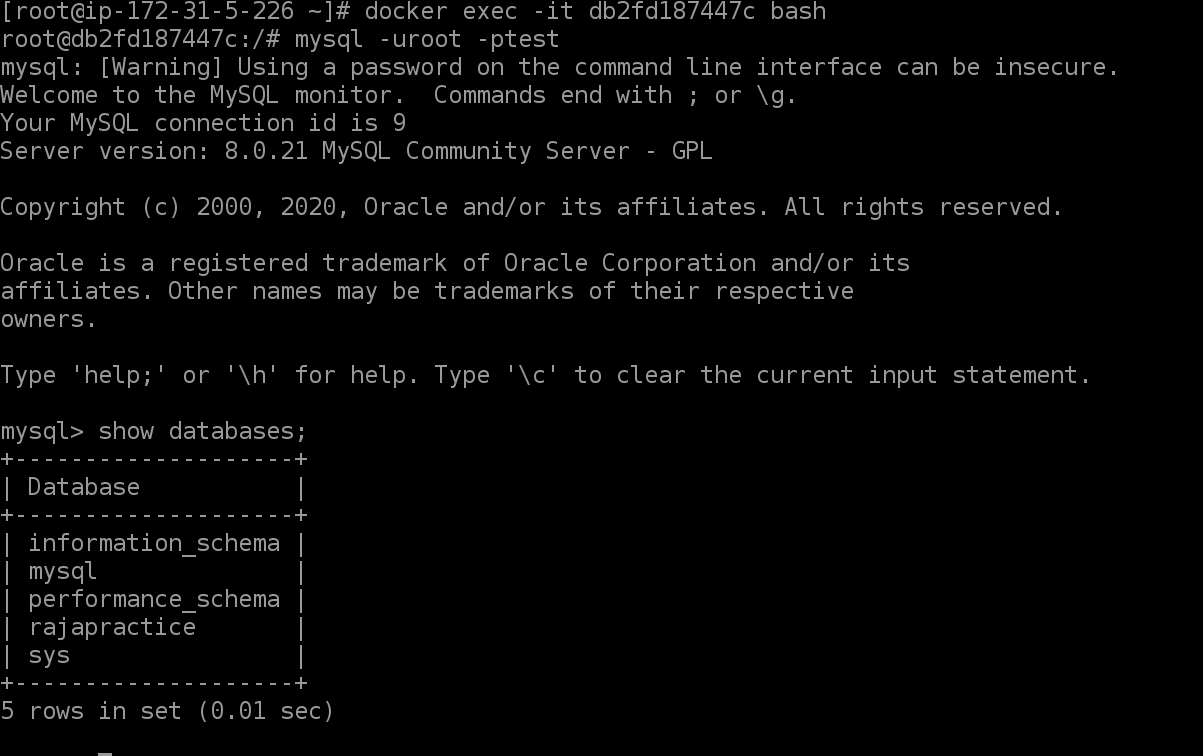 [root@ip-172-31-5-226 ~]# docker exec -it db2fd187447c bash
root@db2fd187447c:/# mysql -uroot -ptest
mysql: [Warning] Using a password on the command line interface can be insecure.
Welcome to the MySQL monitor.  Commands end with ; or \g.
Your MySQL connection id is 9
Server version: 8.0.21 MySQL Community Server - GPL

Copyright (c) 2000, 2020, Oracle and/or its affiliates. All rights reserved.

Oracle is a registered trademark of Oracle Corporation and/or its
affiliates. Other names may be trademarks of their respective
owners.

Type 'help;' or '\h' for help. Type '\c' to clear the current input statement.

mysql> show databases;
+--------------------+
| Database           |
+--------------------+
| information_schema |
| mysql              |
| performance_schema |
| rajapractice       |
| sys                |
+--------------------+
5 rows in set (0.01 sec)